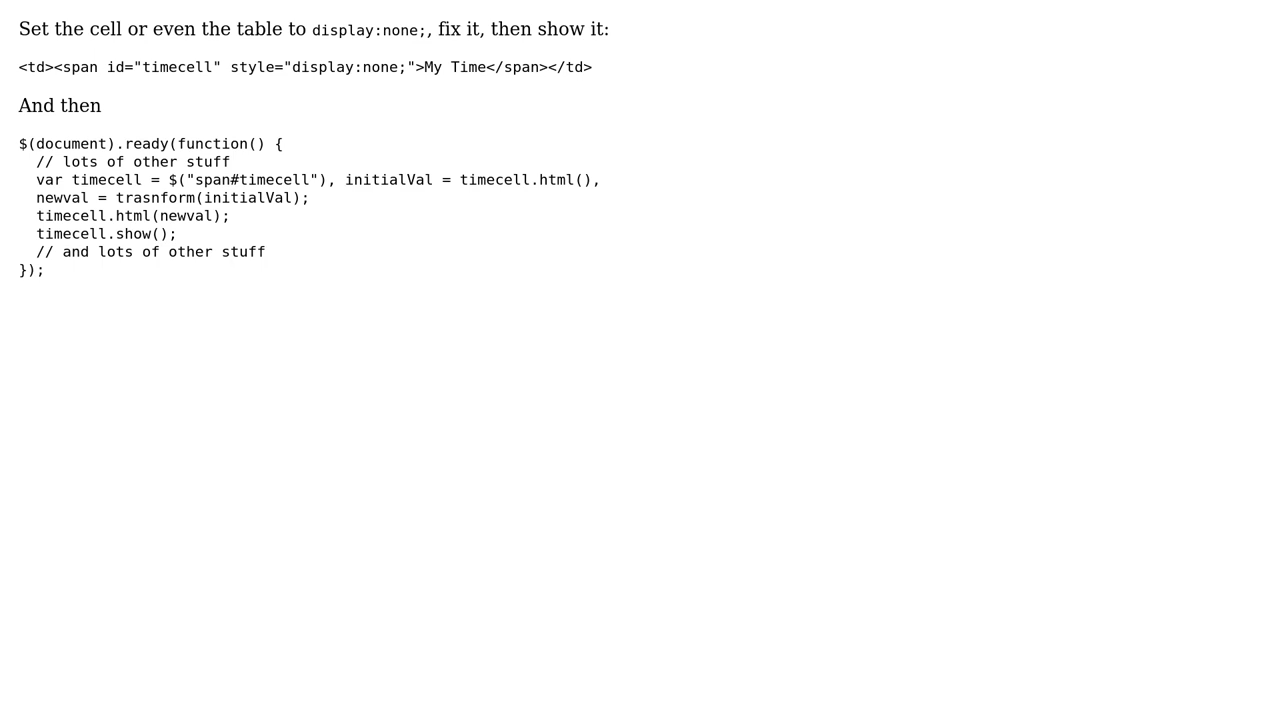 Set the cell or even the table to display:none;, fix it, then show it:
<td><span id="timecell" style="display:none;">My Time</span></td>
And then
$(document).ready(function() {
  // lots of other stuff
  var timecell = $("span#timecell"), initialVal = timecell.html(),
  newval = trasnform(initialVal);
  timecell.html(newval);
  timecell.show();
  // and lots of other stuff
});